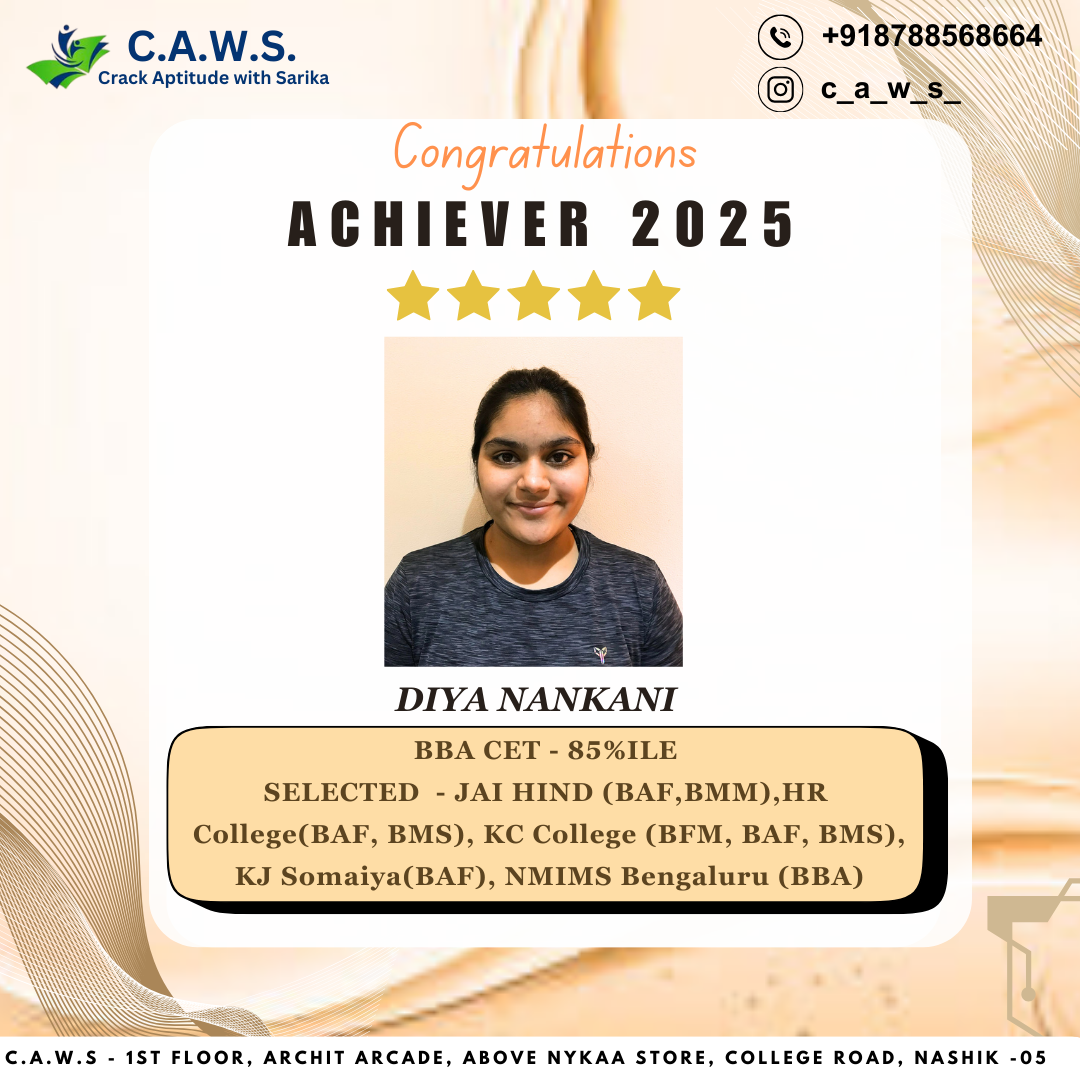 C.A.W.S.
Crack Aptitude with Sarika
+918788568664
c_a_w_s_
Congratulations
ACHIEVER 2025
DIYA NANKANI
BBA CET - 85%ILE
SELECTED - JAI HIND (BAF,BMM),HR
College(BAF, BMS), KC College (BFM, BAF, BMS),
KJ Somaiya(BAF), NMIMS Bengaluru (BBA)
C.A.W.S - 1ST FLOOR, ARCHIT ARCADE, ABOVE NYKAA STORE, COLLEGE ROAD, NASHIK -05